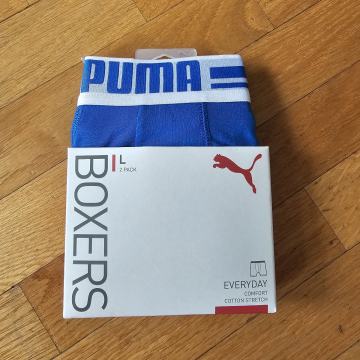 PUMA
BOXERS
L
2 PACK
EVERYDAY
COMFORT
COTTON STRETCH